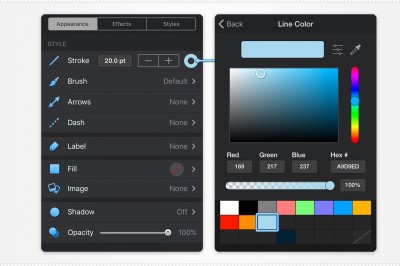 Appearance
Effects
Styles
STYLE
Stroke 20.0 pt
Brush Default
Arrows None
Dash None
Label None
Fill
Image None
Shadow Off
Opacity 100%
Back
Line Color
Red Green Blue Hex #
169 217 237 A9D9ED
100%